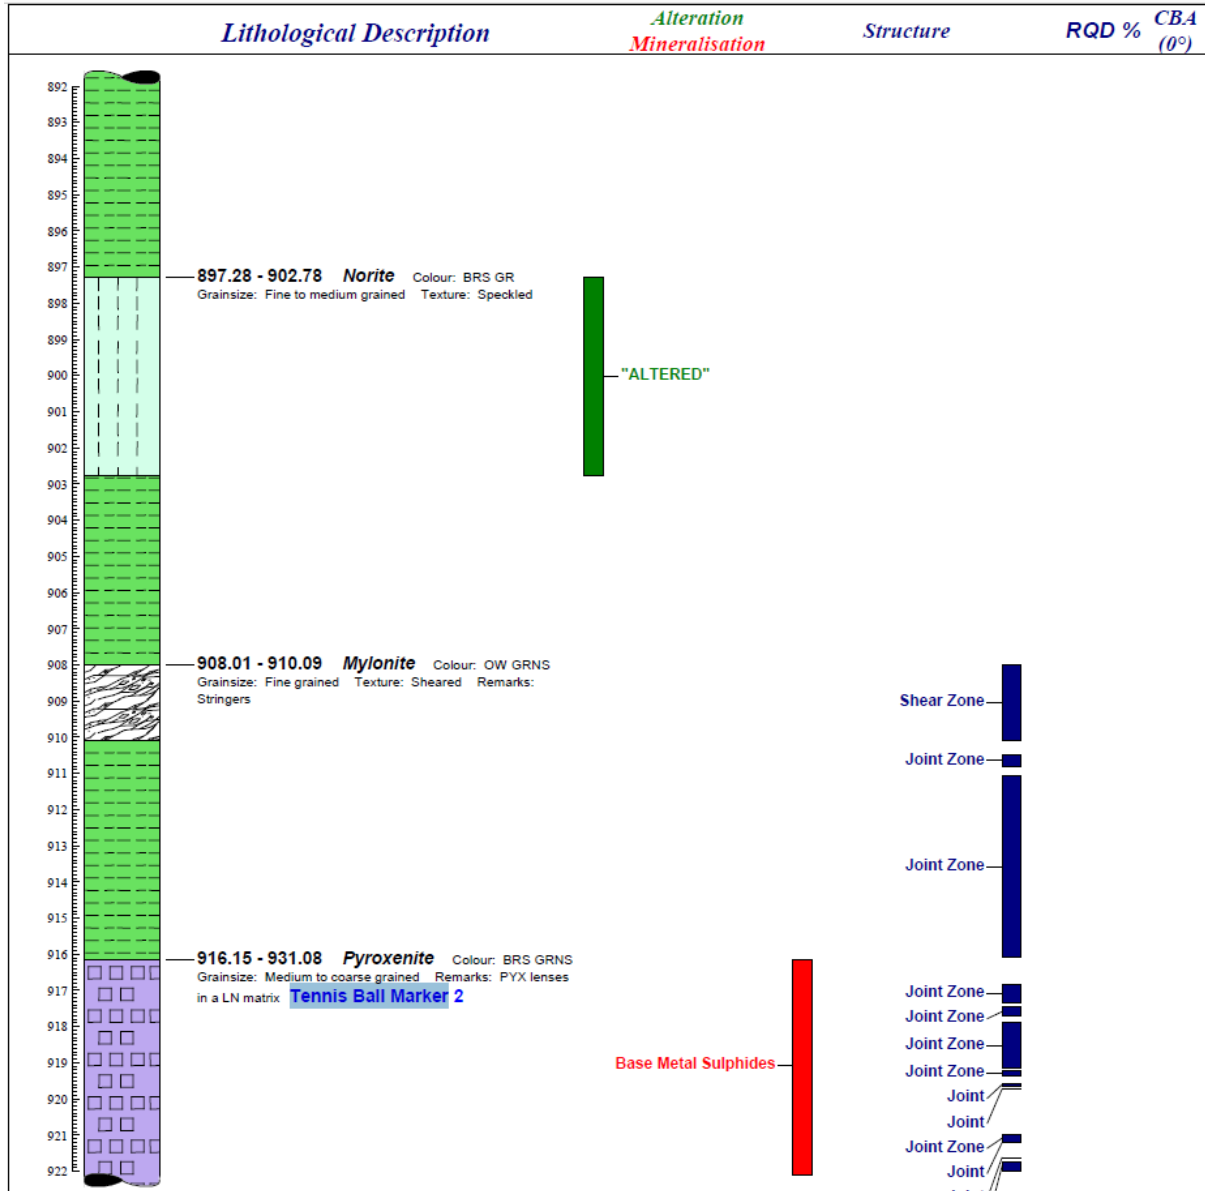 Lithological Description
Alteration
Mineralisation
Structure
RQD %
CBA
(0°)
892
893
894
895
896
897
897.28 - 902.78 Norite Colour: BRS GR
Grainsize: Fine to medium grained Texture: Speckled
898
899
900
"ALTERED"
901
902
903
904
905
906
907
908
908.01 - 910.09 Mylonite Colour: OW GRNS
Grainsize: Fine grained Texture: Sheared Remarks:
Stringers
909
Shear Zone
910
Joint Zone
911
912
913
Joint Zone
914
915
916
916.15 - 931.08 Pyroxenite Colour: BRS GRNS
Grainsize: Medium to coarse grained Remarks: PYX lenses
in a LN matrix Tennis Ball Marker 2
917
Joint Zone
Joint Zone
918
Joint Zone
919
Base Metal Sulphides
Joint Zone
920
Joint
Joint
921
Joint Zone
922
Joint